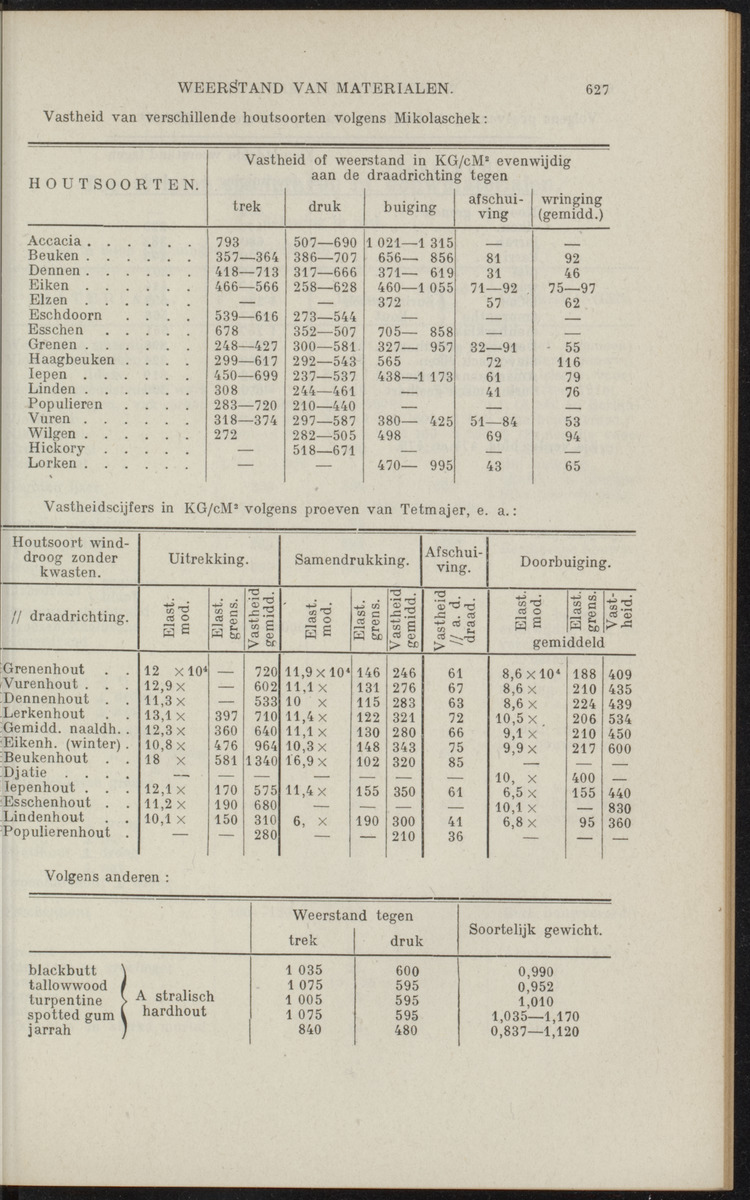 WEERSTAND VAN MATERIALEN. 627
Vastheid van verschillende houtsoorten volgens Mikolaschek:
HOUTSOORTEN. Vastheid of weerstand in KG/cM² evenwijdig
aan de draadrichting tegen
trek druk buiging afschui-
ving wringing
(gemidd.)
Accacia . . . . . . 793 507—690 1 021—1 315 — —
Beuken . . . . . . 357—364 386—707 656— 856 81 92
Dennen . . . . . . 418—713 317—666 371— 619 31 46
Eiken . . . . . . 466—566 258—628 460—1 055 71—92 75—97
Elzen . . . . . . — — 372 57 62
Eschdoorn . . . . 539—616 273—544 — — —
Esschen . . . . . 678 352—507 705— 858 — —
Grenen . . . . . . 248—427 300—581 327— 957 32—91 55
Haagbeuken . . . . 299—617 292—543 565 72 116
Iepen . . . . . . 450—699 237—537 438—1 173 61 79
Linden . . . . . . 308 244—461 — 41 76
Populieren . . . . 283—720 210—440 — — —
Vuren . . . . . . 318—374 297—587 380— 425 51—84 53
Wilgen . . . . . . 272 282—505 498 69 94
Hickory . . . . . — 518—671 — — —
Lorken . . . . . . — — 470— 995 43 65
Vastheidscijfers in KG/cM² volgens proeven van Tetmajer, e. a.:
Houtsoort wind-
droog zonder
kwasten. Uitrekking. Samendrukking. Afschui-
ving. Doorbuiging.
// draadrichting. Elast.
mod. Elast.
grens. Vastheid
gemidd. Elast.
mod. Elast.
grens. Vastheid
gemidd. Vastheid
// a. d.
draad. Elast.
mod. Elast.
grens. Vast-
heid.
gemiddeld
Grenenhout . . 12 × 10⁴ — 720 11,9 × 10⁴ 146 246 61 8,6 × 10⁴ 188 409
Vurenhout . . . 12,9 × — 602 11,1 × 131 276 67 8,6 × 210 435
Dennenhout . . 11,3 × — 533 10 × 115 283 63 8,6 × 224 439
Lerkenhout . . 13,1 × 397 710 11,4 × 122 321 72 10,5 × 206 534
Gemidd. naaldh. . 12,3 × 360 640 11,1 × 130 280 66 9,1 × 210 450
Eikenh. (winter) . 10,8 × 476 964 10,3 × 148 343 75 9,9 × 217 600
Beukenhout . . 18 × 581 1340 16,9 × 102 320 85 — — —
Djatie . . . . — — — — — — — 10, × 400 —
Iepenhout . . . 12,1 × 170 575 11,4 × 155 350 61 6,5 × 155 440
Esschenhout . . 11,2 × 190 680 — — — — 10,1 × — 830
Lindenhout . . 10,1 × 150 310 6, × 190 300 41 6,8 × 95 360
Populierenhout . — — 280 — — 210 36 — — —
Volgens anderen :
Weerstand tegen Soortelijk gewicht.
trek druk
blackbutt 1 035 600 0,990
tallowwood 1 075 595 0,952
turpentine A stralisch 1 005 595 1,010
spotted gum hardhout 1 075 595 1,035—1,170
jarrah 840 480 0,837—1,120